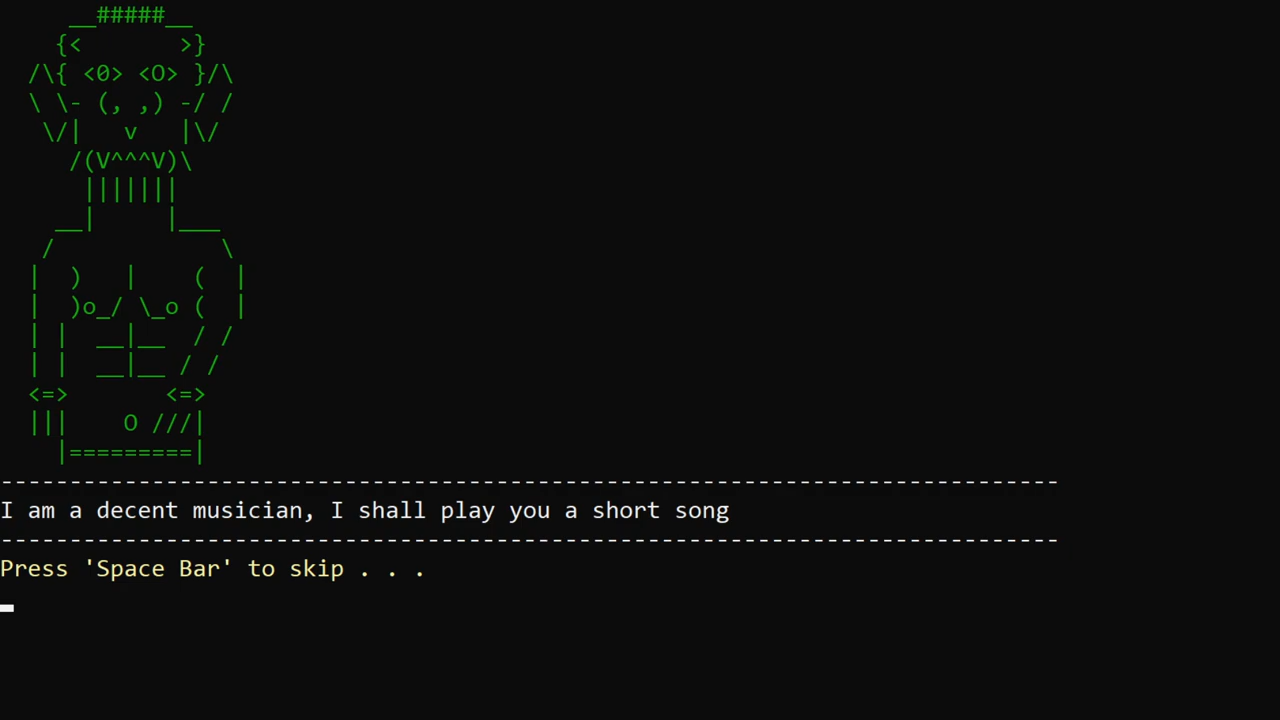 I am a decent musician, I shall play you a short song
Press 'Space Bar' to skip . . .